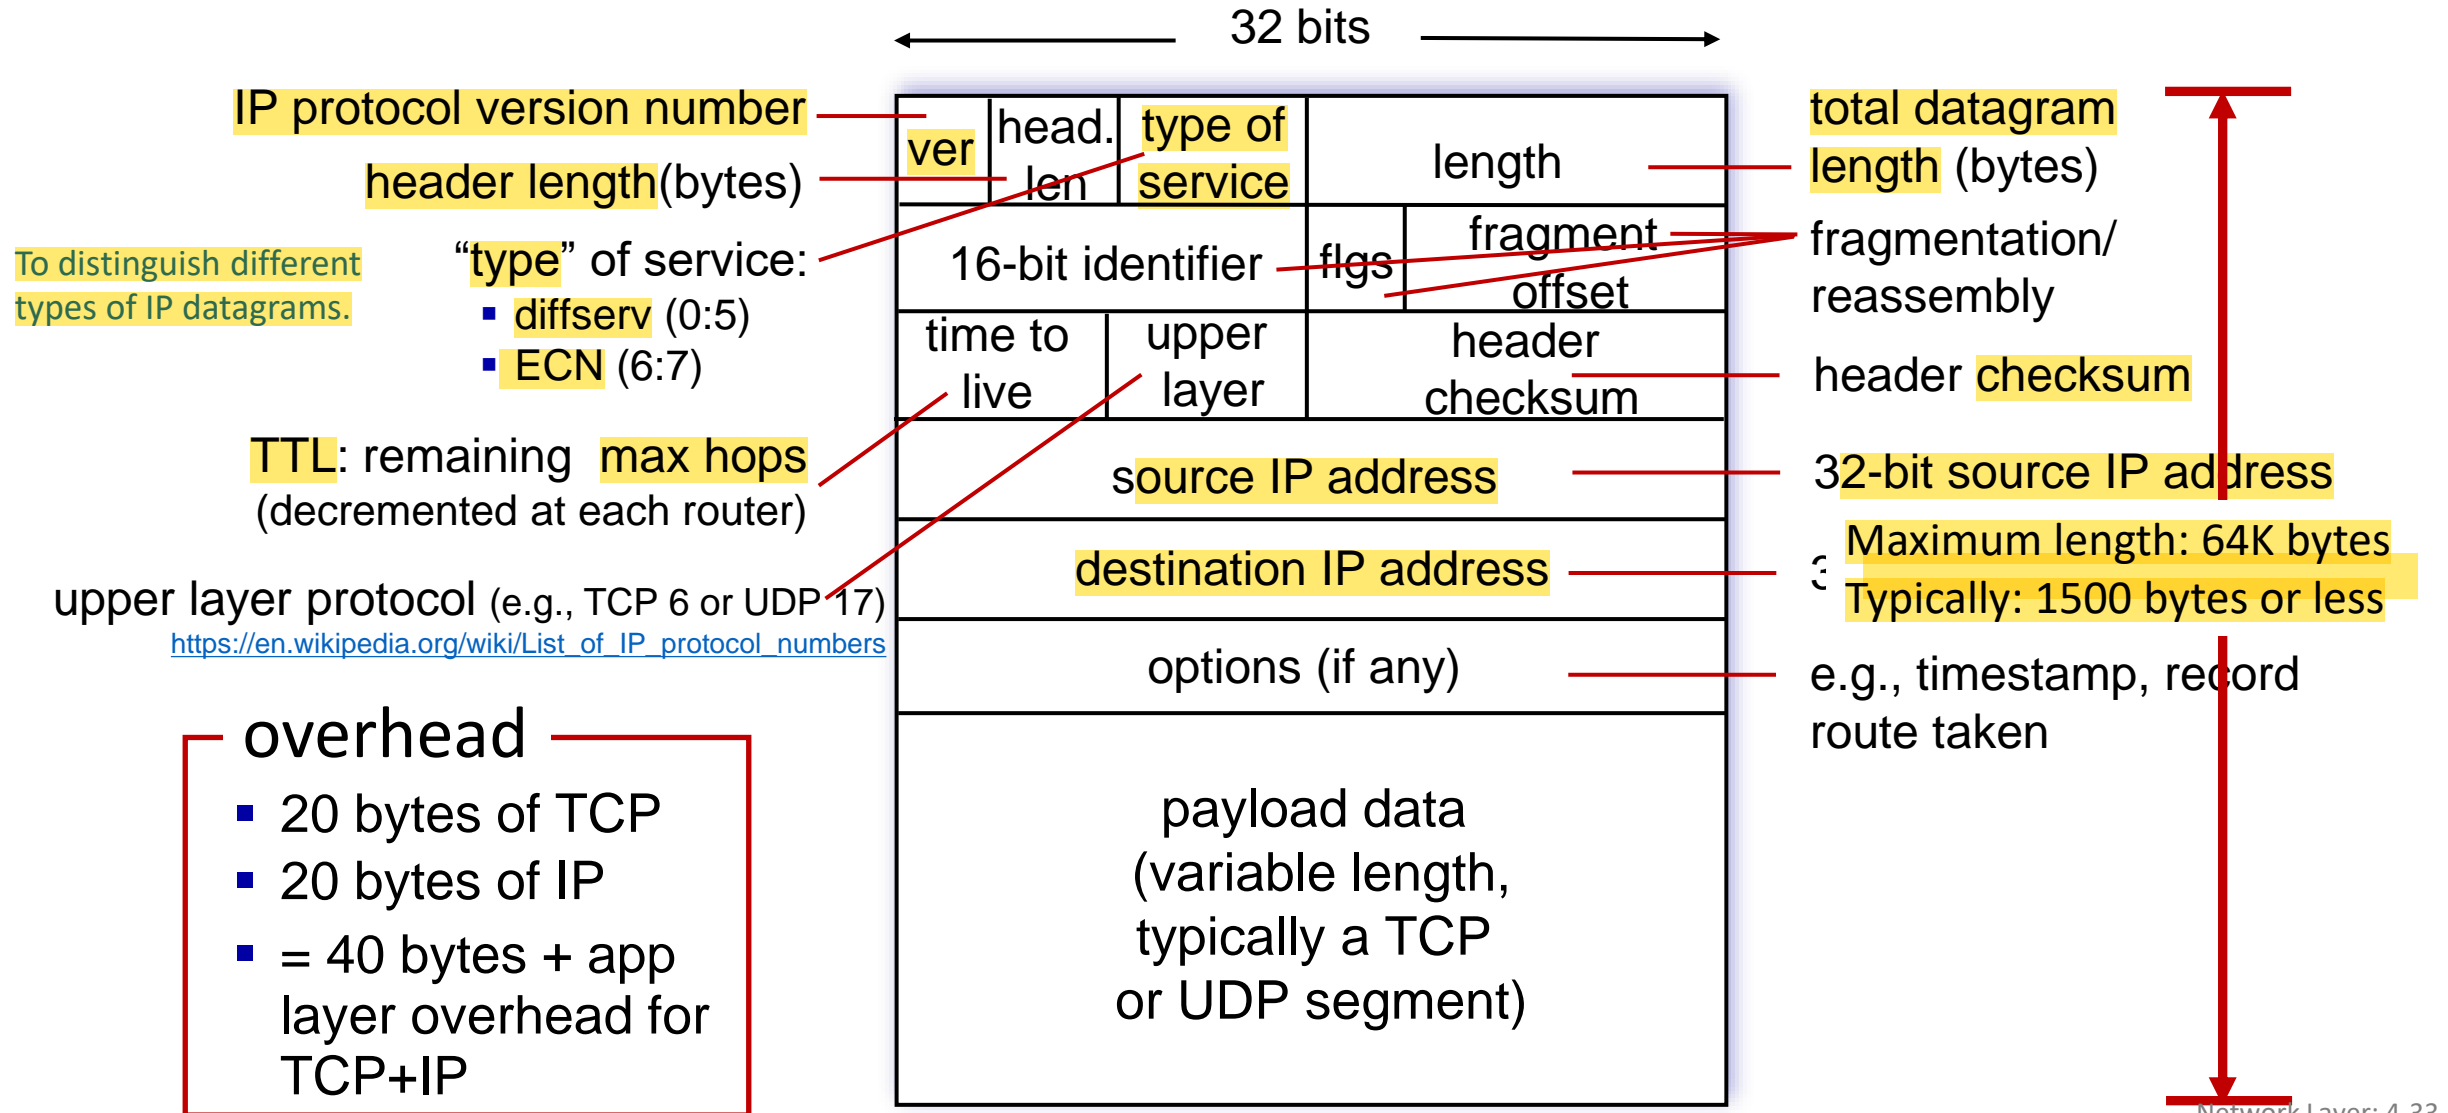 32 bits
IP protocol version number
header length(bytes)
To distinguish different
types of IP datagrams.
“type” of service:
▪ diffserv (0:5)
▪ ECN (6:7)
TTL: remaining max hops
(decremented at each router)
upper layer protocol (e.g., TCP 6 or UDP 17)
https://en.wikipedia.org/wiki/List_of_IP_protocol_numbers
overhead
▪ 20 bytes of TCP
▪ 20 bytes of IP
▪ = 40 bytes + app
layer overhead for
TCP+IP
ver
head.
len
type of
service
length
16-bit identifier
flgs
fragment
offset
time to
live
upper
layer
header
checksum
source IP address
destination IP address
options (if any)
payload data
(variable length,
typically a TCP
or UDP segment)
total datagram
length (bytes)
fragmentation/
reassembly
header checksum
32-bit source IP address
Maximum length: 64K bytes
Typically: 1500 bytes or less
e.g., timestamp, record
route taken
Network Layer: 4-33